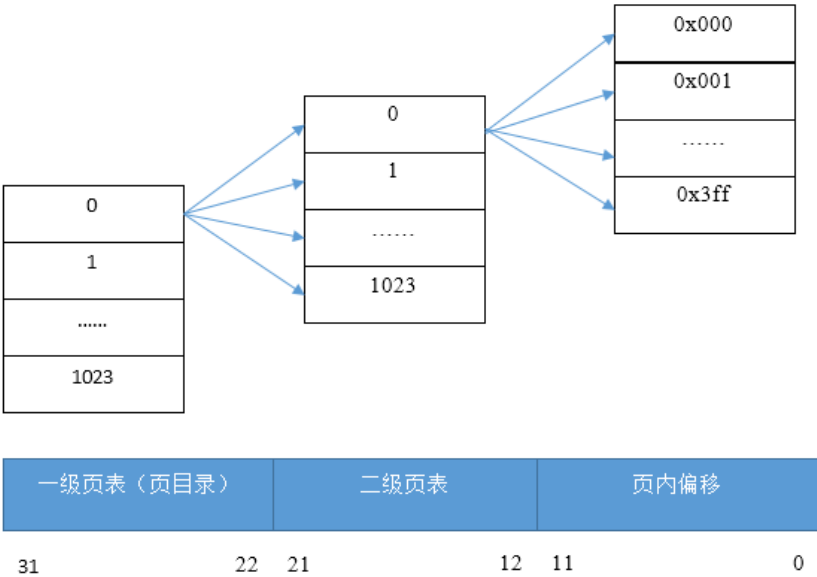 0x000
0x001
......
0x3ff
0
1
......
1023
0
1
......
1023
一级页表（页目录） 二级页表 页内偏移
31 22 21 12 11 0